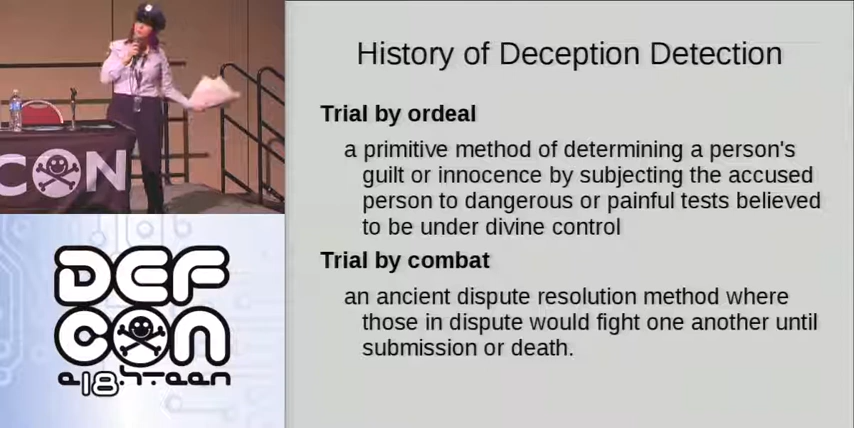 History of Deception Detection
Trial by ordeal
a primitive method of determining a person's
guilt or innocence by subjecting the accused
person to dangerous or painful tests believed
to be under divine control
Trial by combat
an ancient dispute resolution method where
those in dispute would fight one another until
submission or death.
CON
DEF
CON